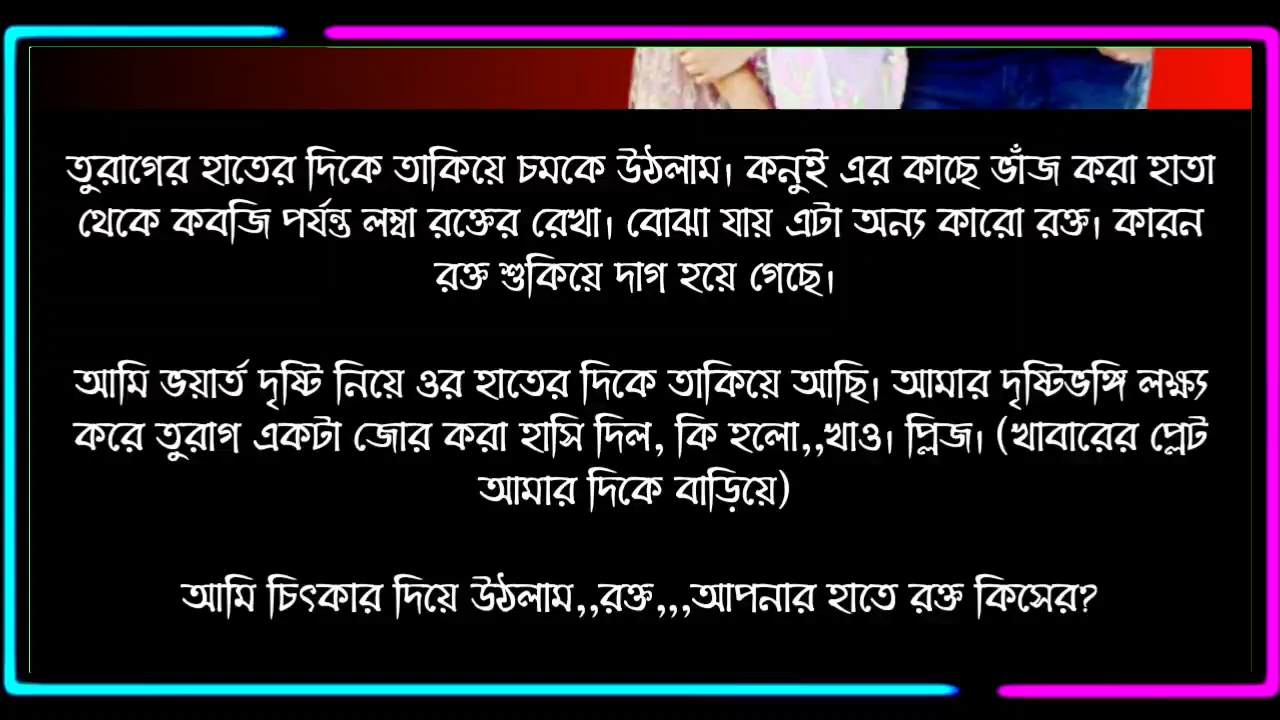 তুরাগের হাতের দিকে তাকিয়ে চমকে উঠলাম। কনুই এর কাছে ভাঁজ করা হাতা
থেকে কবজি পর্যন্ত লম্বা রক্তের রেখা। বোঝা যায় এটা অন্য কারো রক্ত। কারন
রক্ত শুকিয়ে দাগ হয়ে গেছে।
আমি ভয়ার্ত দৃষ্টি নিয়ে ওর হাতের দিকে তাকিয়ে আছি। আমার দৃষ্টিভঙ্গি লক্ষ্য
করে তুরাগ একটা জোর করা হাসি দিল, কি হলো,,খাও। প্লিজ। (খাবারের প্লেট
আমার দিকে বাড়িয়ে)
আমি চিৎকার দিয়ে উঠলাম,,রক্ত,,,আপনার হাতে রক্ত কিসের?